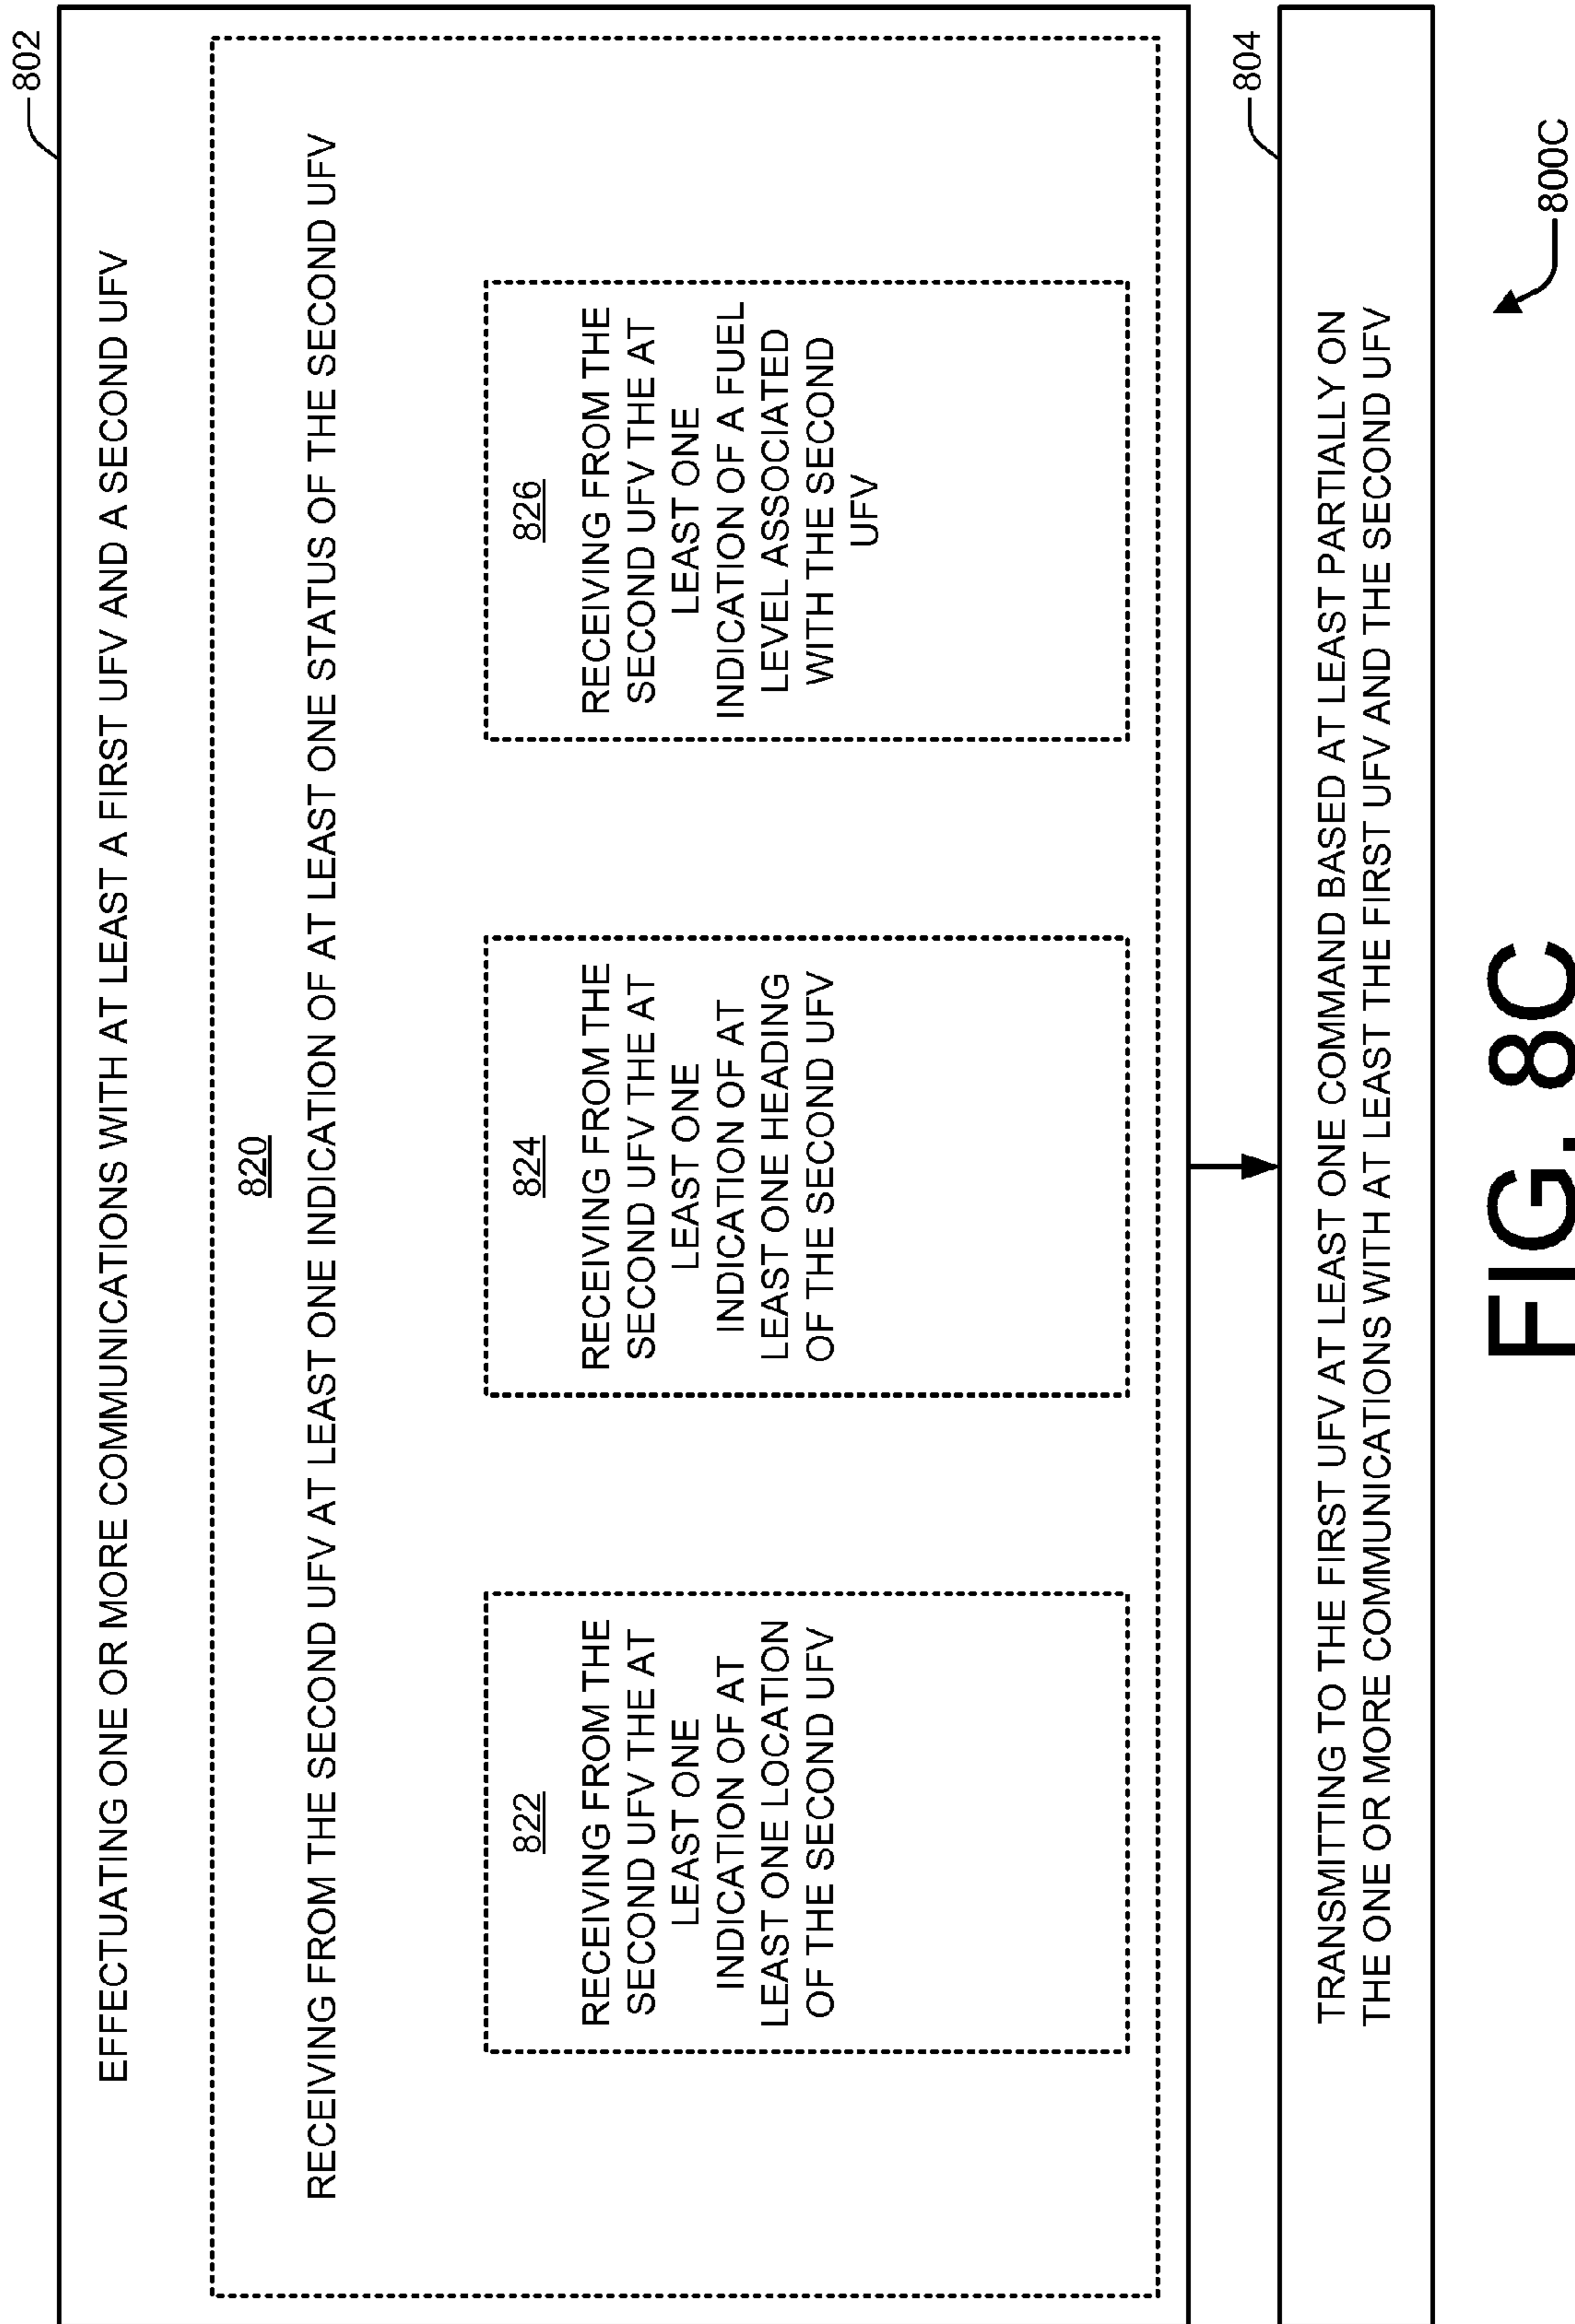 802
EFFECTUATING ONE OR MORE COMMUNICATIONS WITH AT LEAST A FIRST UFV AND A SECOND UFV
820
RECEIVING FROM THE SECOND UFV AT LEAST ONE INDICATION OF AT LEAST ONE STATUS OF THE SECOND UFV
822
RECEIVING FROM THE
SECOND UFV THE AT
LEAST ONE
INDICATION OF AT
LEAST ONE LOCATION
OF THE SECOND UFV
824
RECEIVING FROM THE
SECOND UFV THE AT
LEAST ONE
INDICATION OF AT
LEAST ONE HEADING
OF THE SECOND UFV
826
RECEIVING FROM THE
SECOND UFV THE AT
LEAST ONE
INDICATION OF A FUEL
LEVEL ASSOCIATED
WITH THE SECOND
UFV
804
TRANSMITTING TO THE FIRST UFV AT LEAST ONE COMMAND BASED AT LEAST PARTIALLY ON
THE ONE OR MORE COMMUNICATIONS WITH AT LEAST THE FIRST UFV AND THE SECOND UFV
800C
FIG. 8C